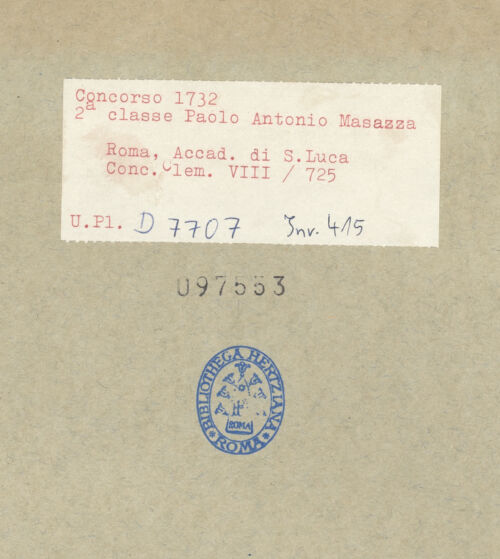 Concorso 1732
2a classe Paolo Antonio Masazza
Roma, Accad. di S.Luca
Conc. Clem. VIII / 725
U.Pl. D 7707 Inv. 415
097553
BIBLIOTHECA HERTZIANA
ROMA
ROMA